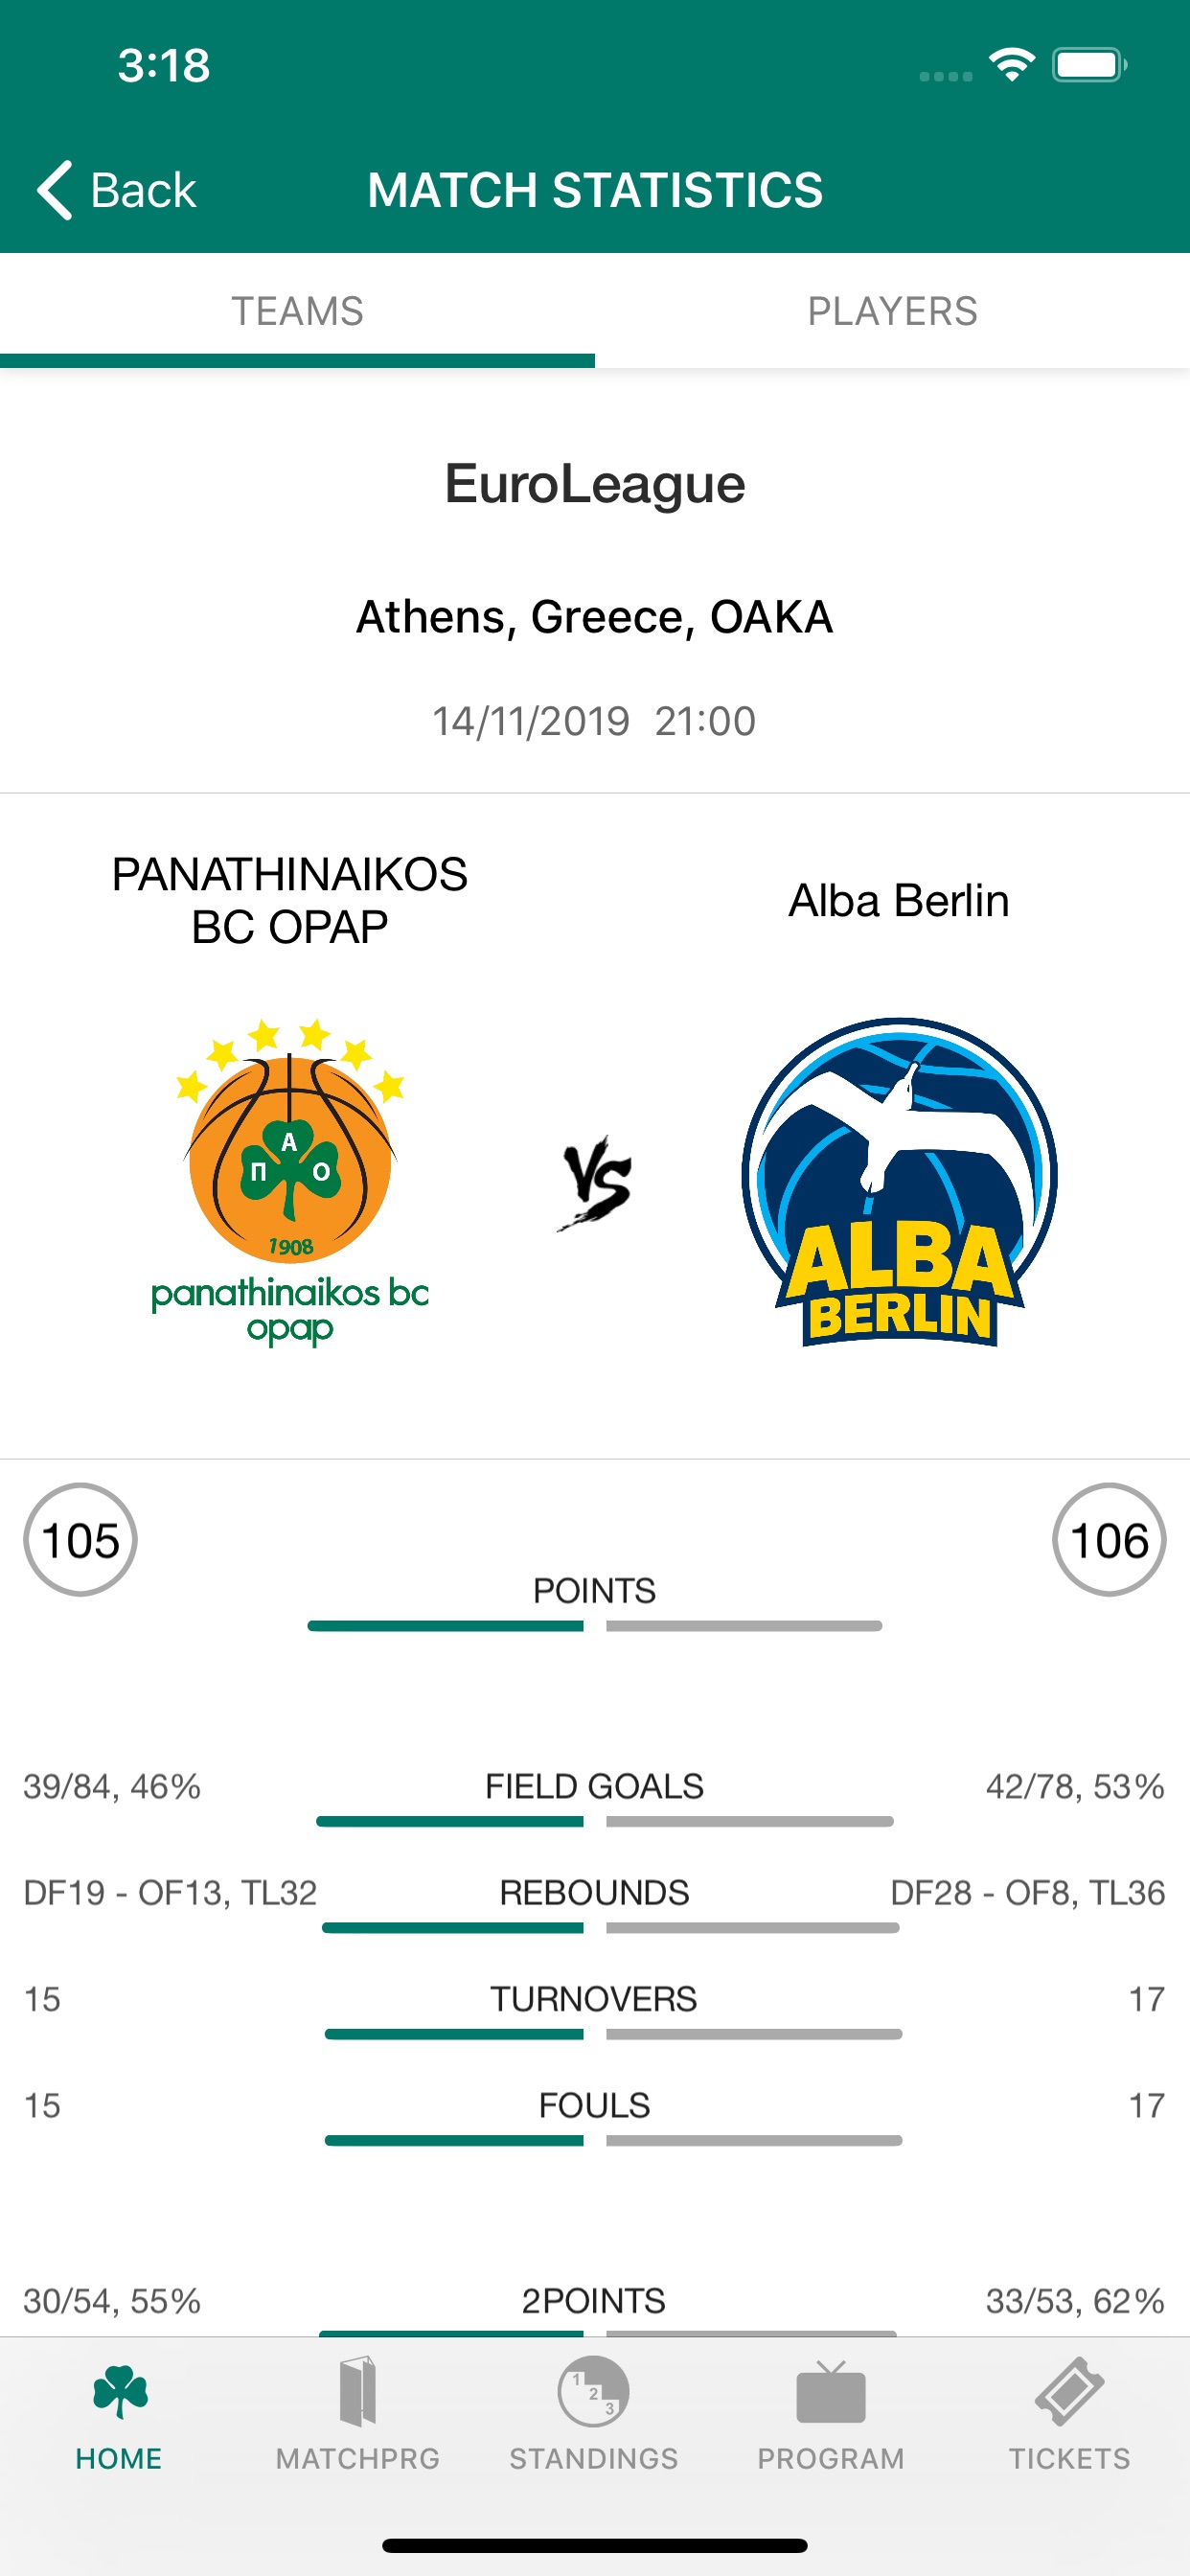 3:18
Back
MATCH STATISTICS
TEAMS
PLAYERS
EuroLeague
Athens, Greece, OAKA
14/11/2019 21:00
PANATHINAIKOS
BC OPAP
Alba Berlin
Α
Π Ο
1908
panathinaikos bc
opap
VS
ALBA
BERLIN
105
106
POINTS
39/84, 46%
FIELD GOALS
42/78, 53%
DF19 - OF13, TL32
REBOUNDS
DF28 - OF8, TL36
15
TURNOVERS
17
15
FOULS
17
30/54, 55%
2POINTS
33/53, 62%
1
2
3
HOME
MATCHPRG
STANDINGS
PROGRAM
TICKETS